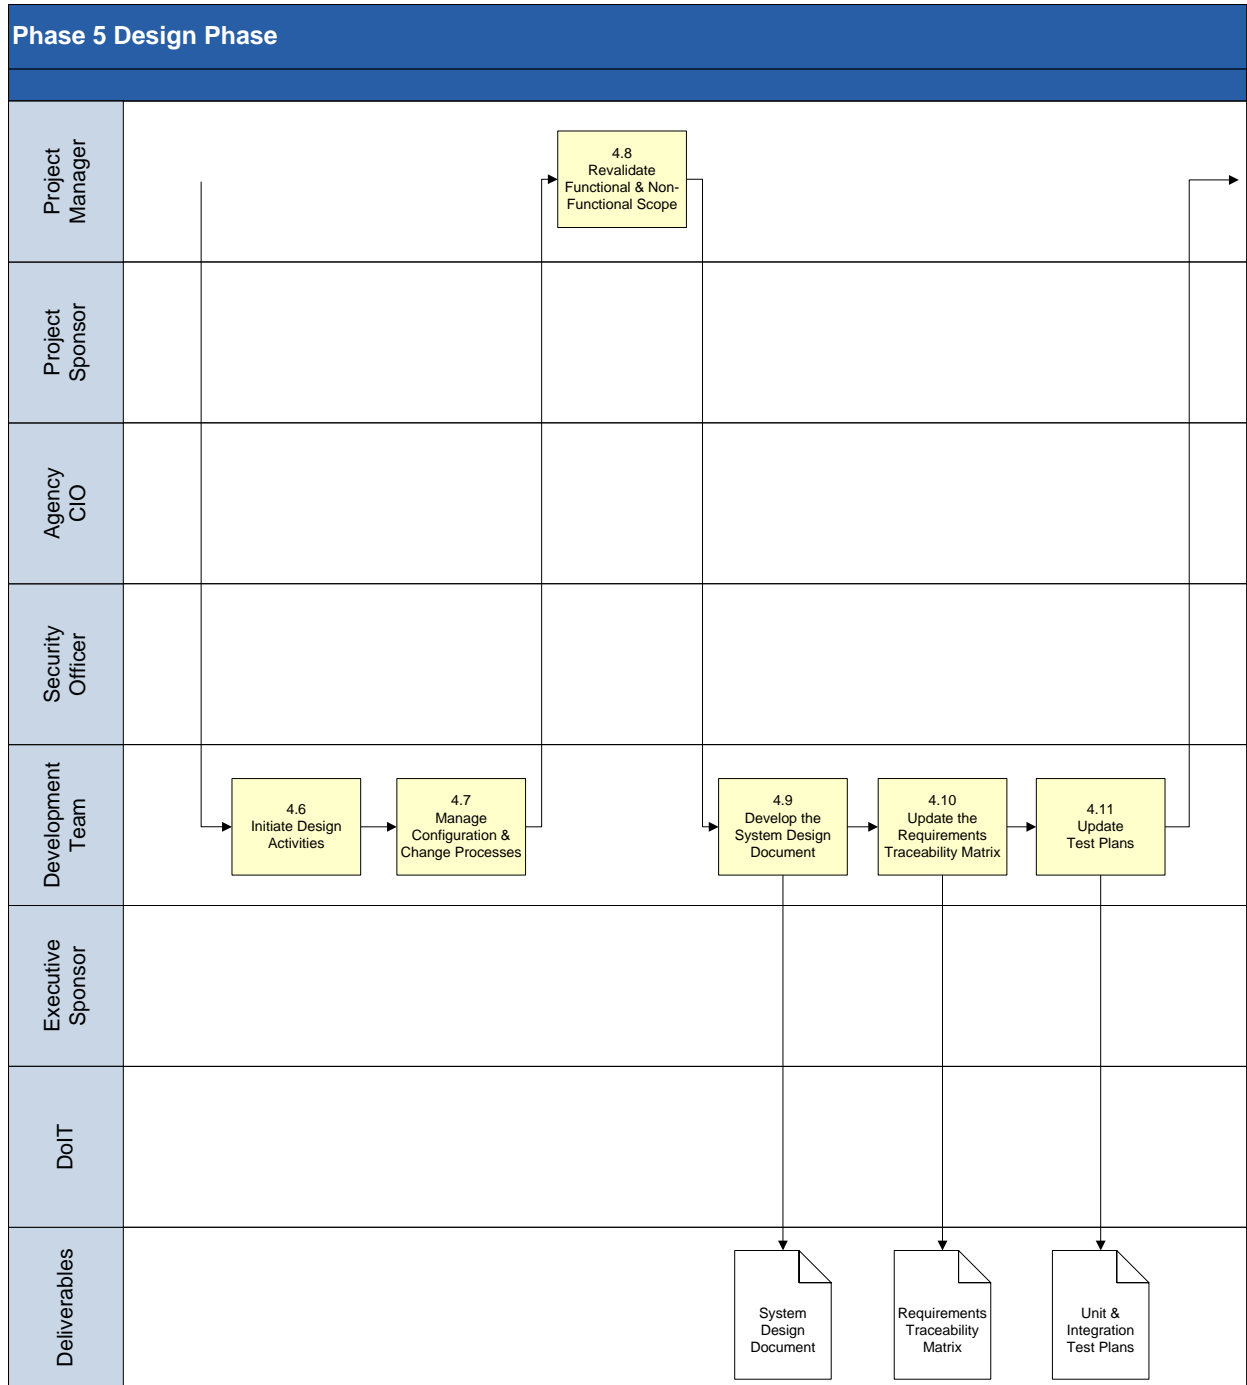 Phase 5 Design Phase
Project
Manager
4.8
Revalidate
Functional & Non-
Functional Scope
Project
Sponsor
Agency
CIO
Security
Officer
Development
Team
4.6
Initiate Design
Activities
4.7
Manage
Configuration &
Change Processes
4.9
Develop the
System Design
Document
4.10
Update the
Requirements
Traceability Matrix
4.11
Update
Test Plans
Executive
Sponsor
DoIT
Deliverables
System
Design
Document
Requirements
Traceability
Matrix
Unit &
Integration
Test Plans